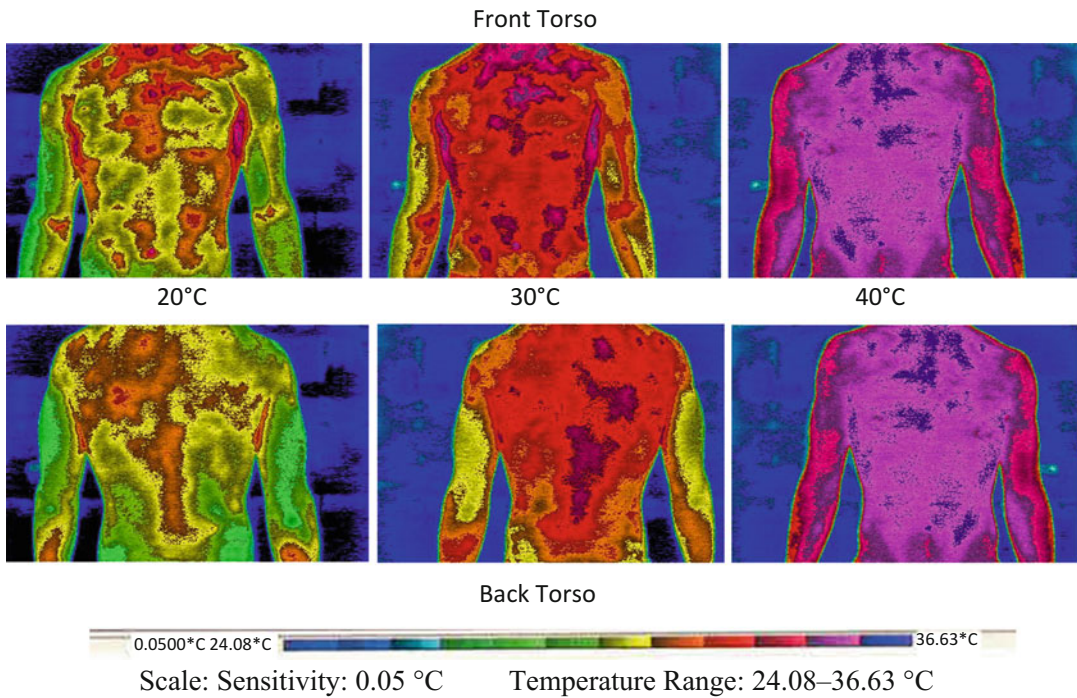 Front Torso
20°C 30°C 40°C
Back Torso
0.0500*C 24.08*C 36.63*C
Scale: Sensitivity: 0.05 °C Temperature Range: 24.08–36.63 °C